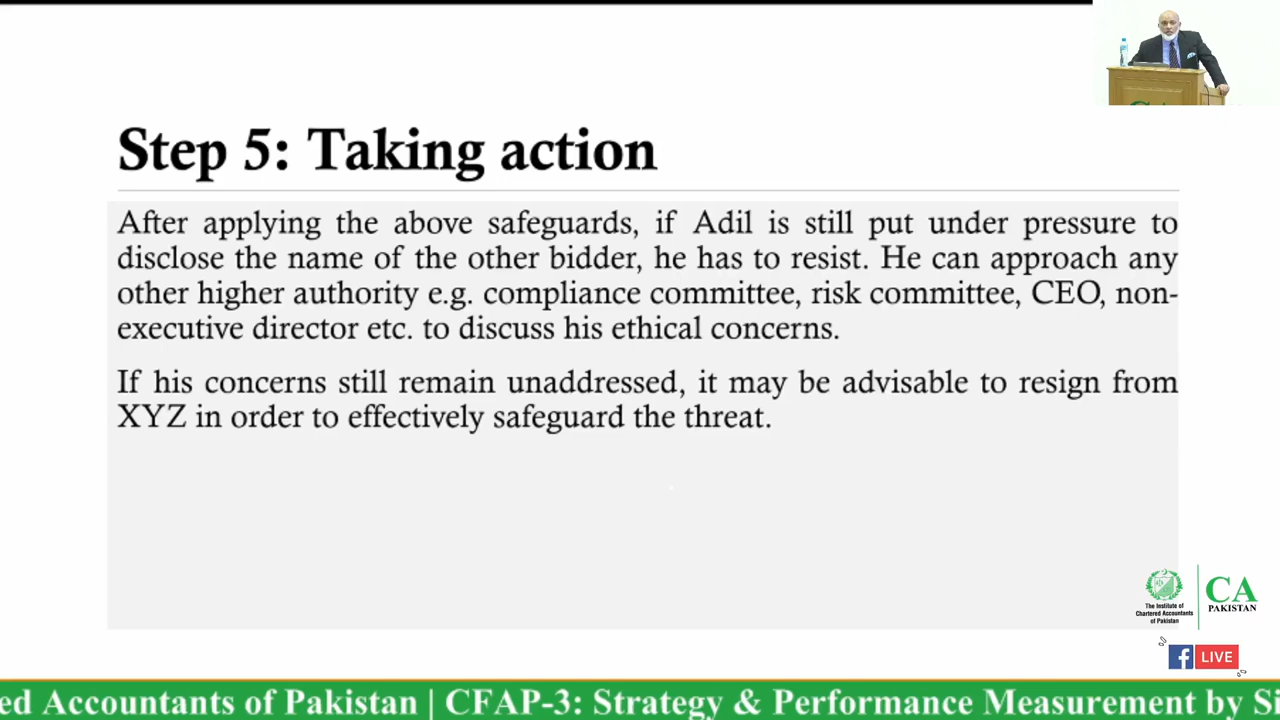 Step 5: Taking action
After applying the above safeguards, if Adil is still put under pressure to
disclose the name of the other bidder, he has to resist. He can approach any
other higher authority e.g. compliance committee, risk committee, CEO, non-
executive director etc. to discuss his ethical concerns.
If his concerns still remain unaddressed, it may be advisable to resign from
XYZ in order to effectively safeguard the threat.
The Institute of
Chartered Accountants
of Pakistan
CA
PAKISTAN
f LIVE
ed Accountants of Pakistan | CFAP-3: Strategy & Performance Measurement by Si